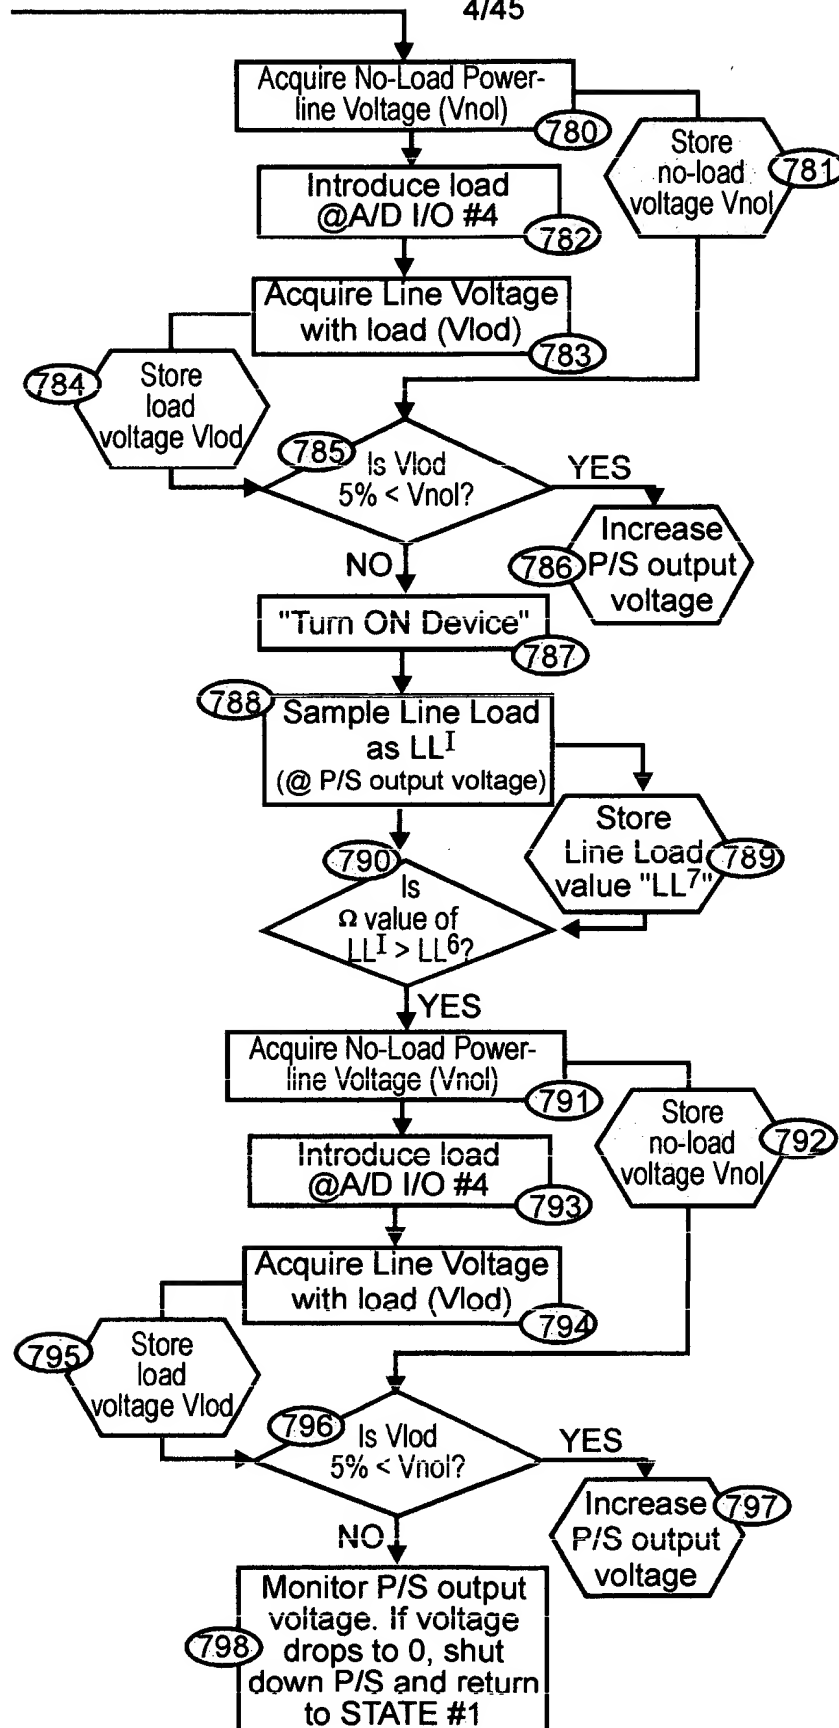 4/45
Acquire No-Load Power-
line Voltage (Vnol)
780
Store
no-load
voltage Vnol
781
Introduce load
@A/D I/O #4
782
Acquire Line Voltage
with load (Vlod)
783
784
Store
load
voltage Vlod
785
Is Vlod
5% < Vnol?
YES
NO
Increase
P/S output
voltage
786
"Turn ON Device"
787
788
Sample Line Load
as LLᴵ
(@ P/S output voltage)
Store
Line Load
value "LL⁷"
789
790
Is
Ω value of
LLᴵ > LL⁶?
YES
Acquire No-Load Power-
line Voltage (Vnol)
791
Store
no-load
voltage Vnol
792
Introduce load
@A/D I/O #4
793
Acquire Line Voltage
with load (Vlod)
794
795
Store
load
voltage Vlod
796
Is Vlod
5% < Vnol?
YES
NO
Increase
P/S output
voltage
797
798
Monitor P/S output
voltage. If voltage
drops to 0, shut
down P/S and return
to STATE #1